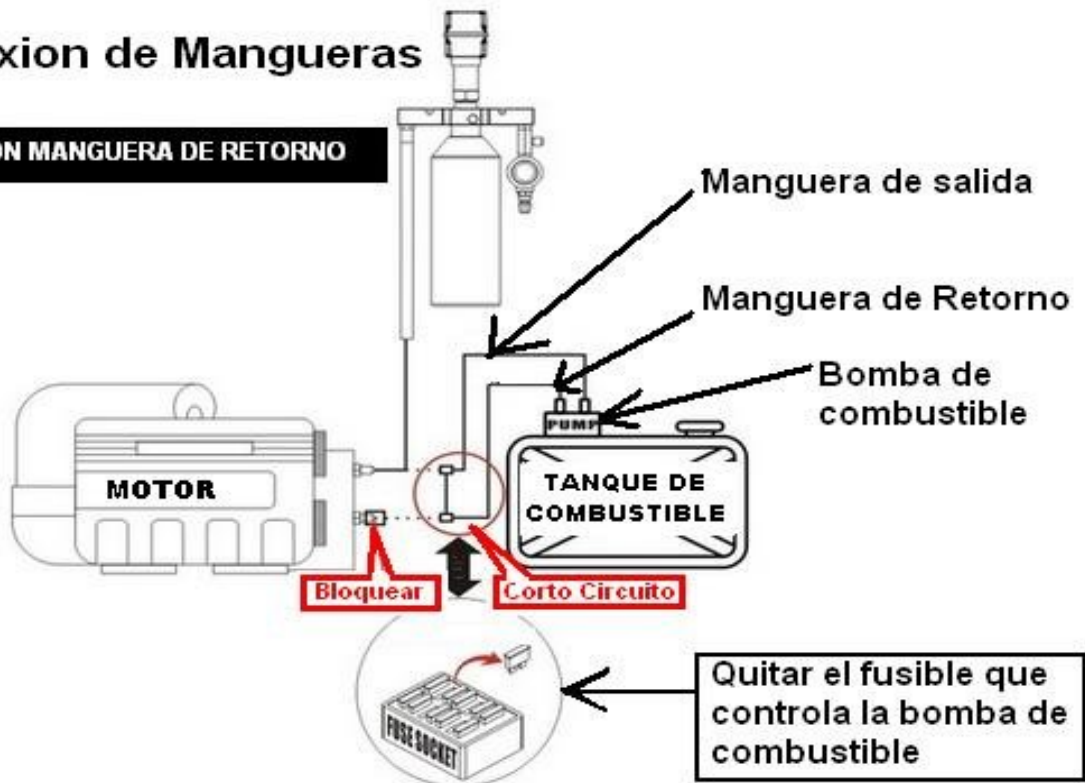 xion de Mangueras
ON MANGUERA DE RETORNO
Manguera de salida
Manguera de Retorno
Bomba de
combustible
PUMP
MOTOR
TANQUE DE
COMBUSTIBLE
Bloquear
Corto Circuito
FUSE SOCKET
Quitar el fusible que
controla la bomba de
combustible